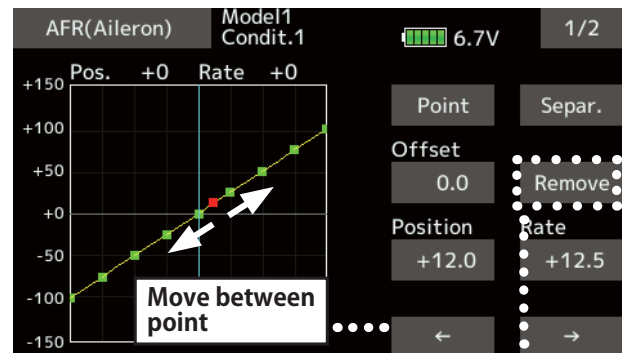 AFR(Aileron)
Model1
Condit.1
6.7V
1/2
Pos. +0 Rate +0
+150
+100
+50
+0
-50
-100
-150
Point
Separ.
Offset
0.0
Remove
Position
Rate
+12.0
+12.5
Move between
point
←
→